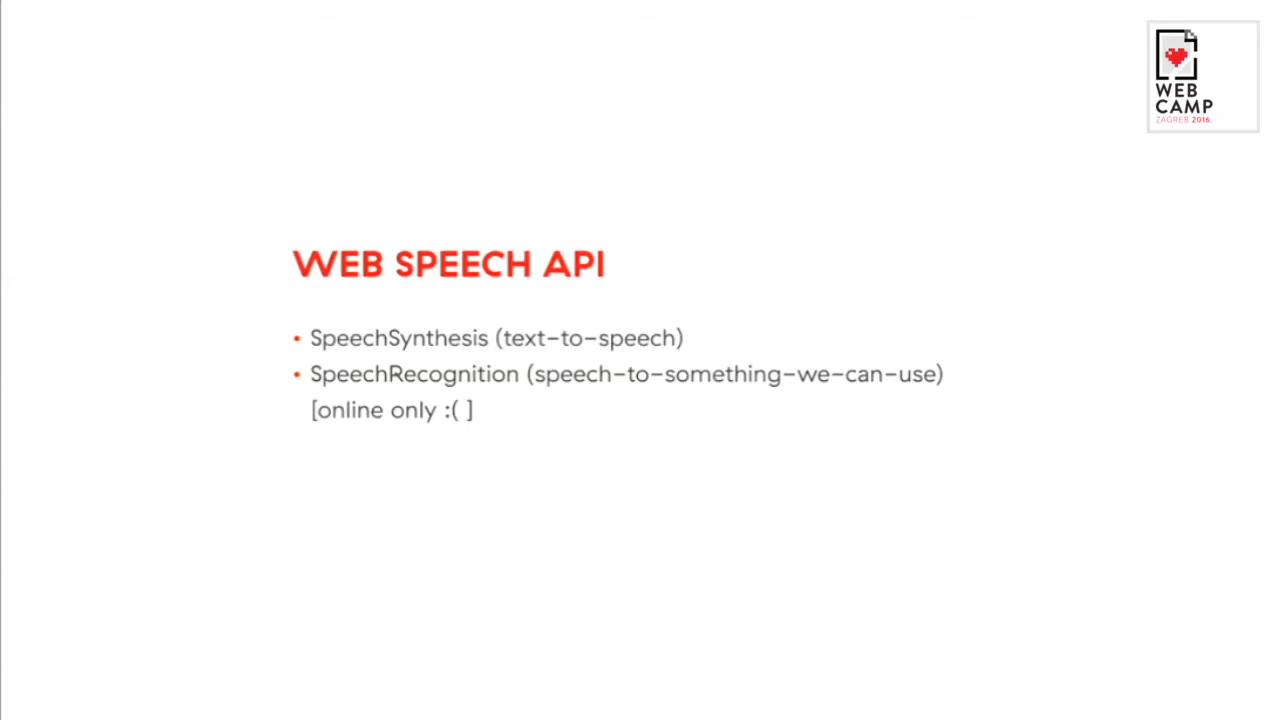 WEB
CAMP
ZAGREB 2016.
WEB SPEECH API
• SpeechSynthesis (text-to-speech)
• SpeechRecognition (speech-to-something-we-can-use)
[online only :( ]